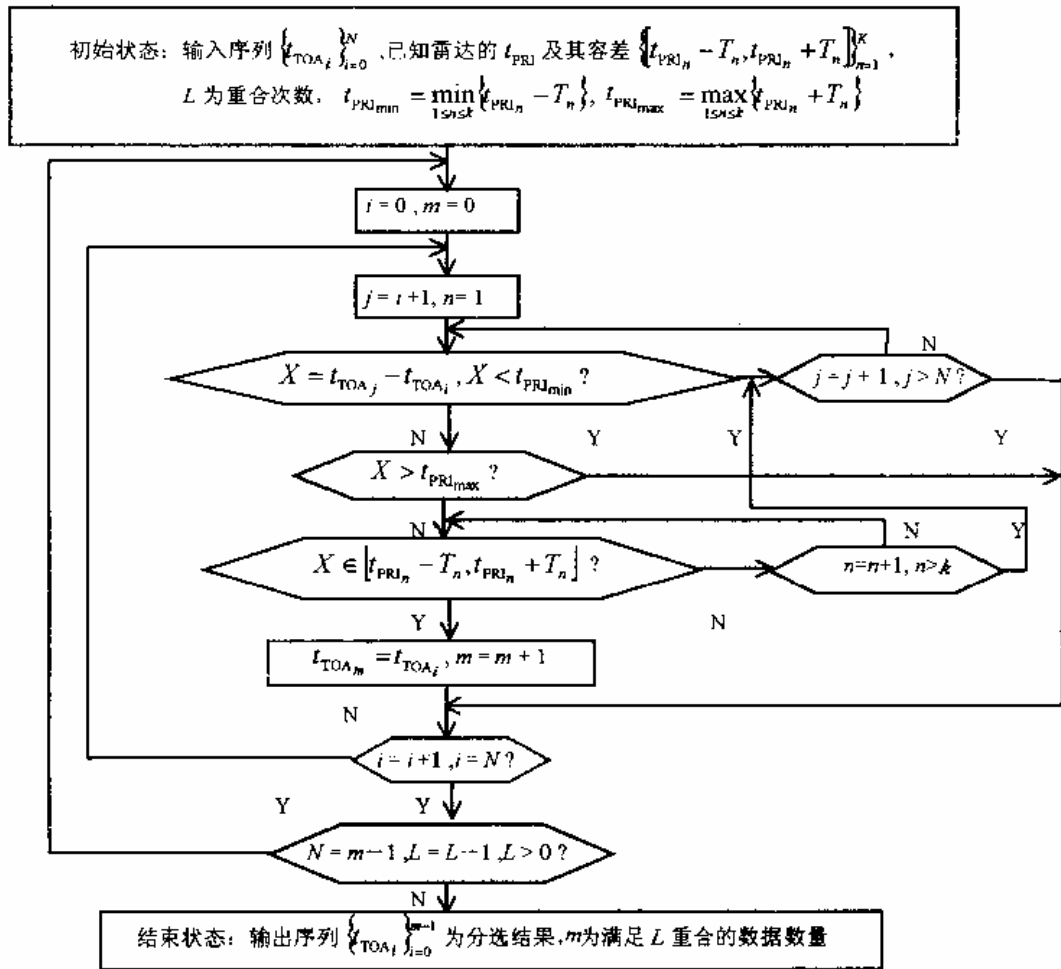 初始状态：输入序列 {t_TOA_i}_{i=0}^N ,已知雷达的 t_PRI 及其容差 {[t_PRI_n − T_n, t_PRI_n + T_n]}_{n=1}^K ，
L 为重合次数， t_PRI_min = min_{1≤n≤k}{t_PRI_n − T_n}, t_PRI_max = max_{1≤n≤k}{t_PRI_n + T_n}
i = 0 , m = 0
j = i +1, n= 1
N
X = t_TOA_j − t_TOA_i , X < t_PRI_min ?
j = j + 1 , j > N ?
N
Y
Y
Y
X > t_PRI_max ?
N
N
Y
X ∈ [t_PRI_n − T_n, t_PRI_n + T_n] ?
n=n+1, n>k
Y
N
t_TOA_m = t_TOA_i , m = m + 1
N
i = i+1 ,i = N ?
Y
Y
N = m−1 ,L = L−1 ,L > 0 ?
N
结束状态：输出序列 {t_TOA_i}_{i=0}^{m−1} 为分选结果,m为满足 L 重合的数据数量